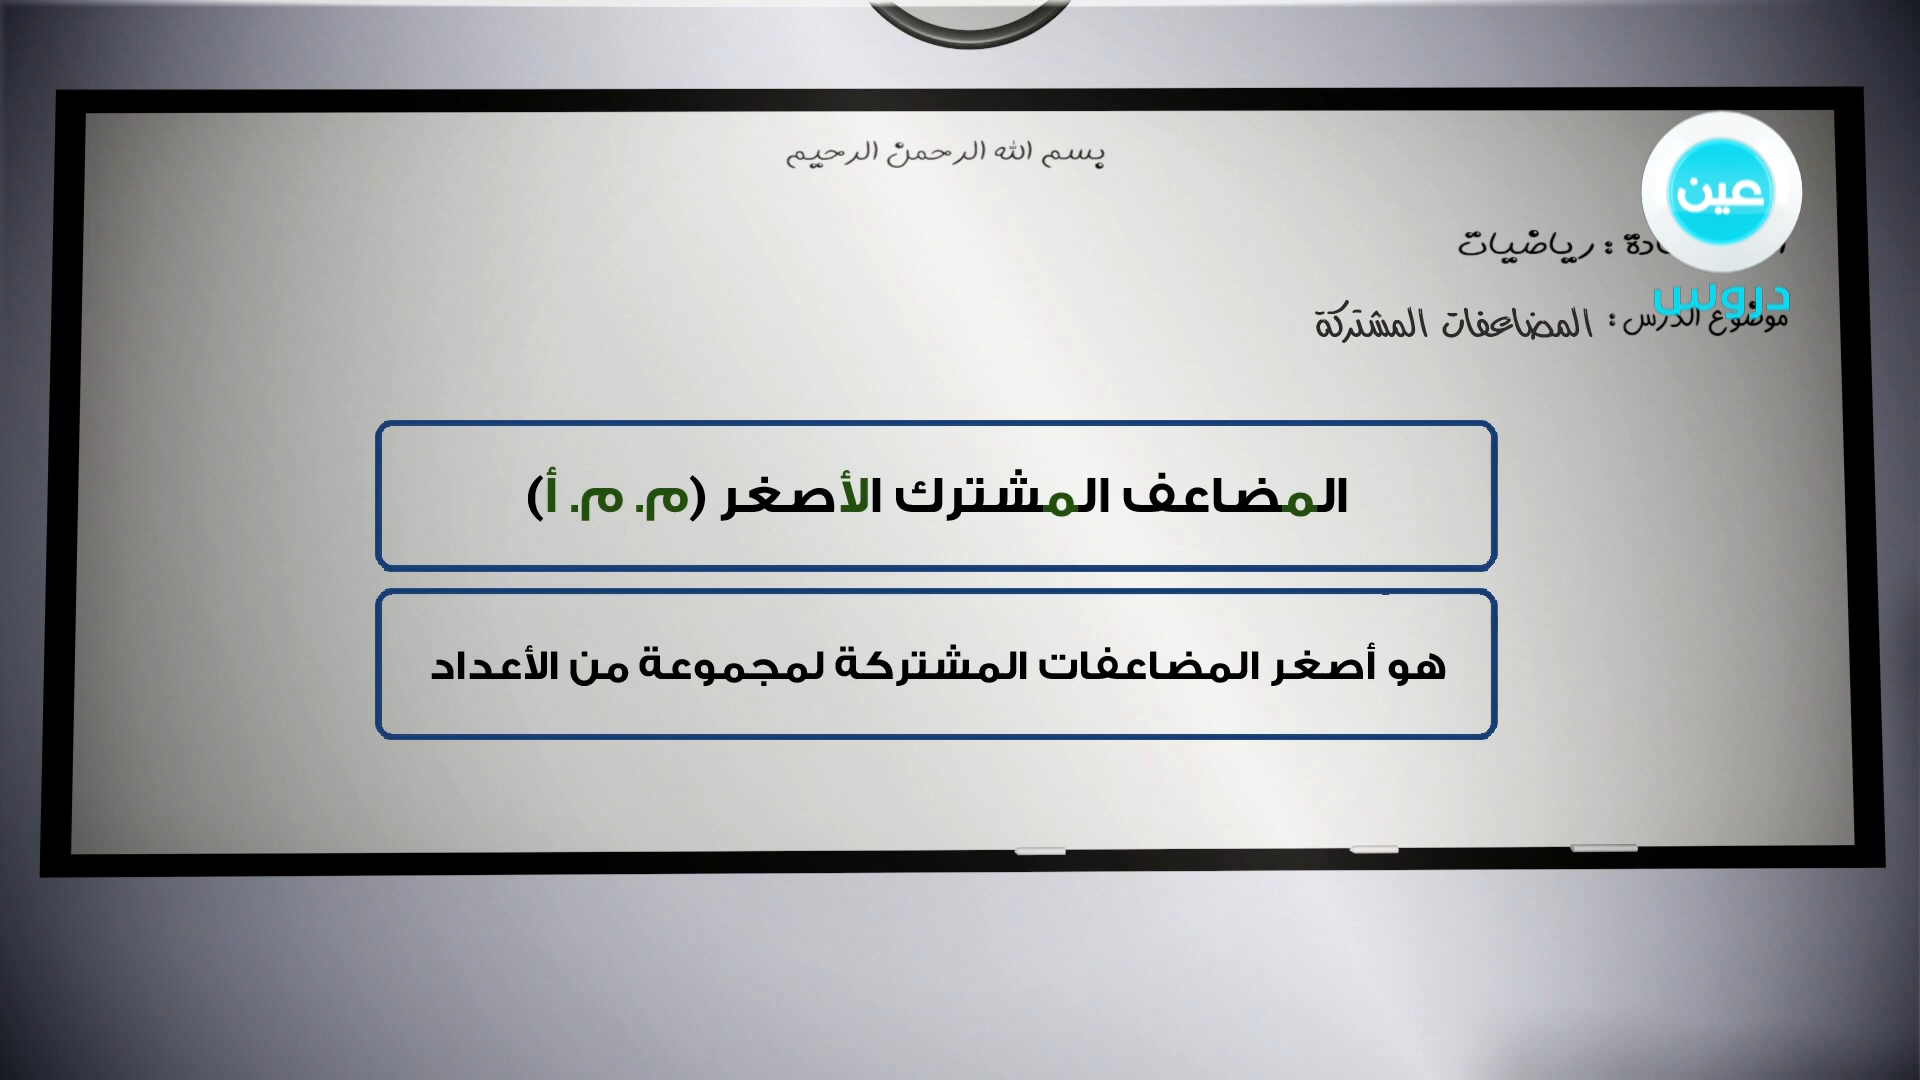 بسم الله الرحمن الرحيم
عين
دروس
: رياضيات
موضوع الدرس : المضاعفات المشتركة
المضاعف المشترك الأصغر (م. م. أ)
هو أصغر المضاعفات المشتركة لمجموعة من الأعداد